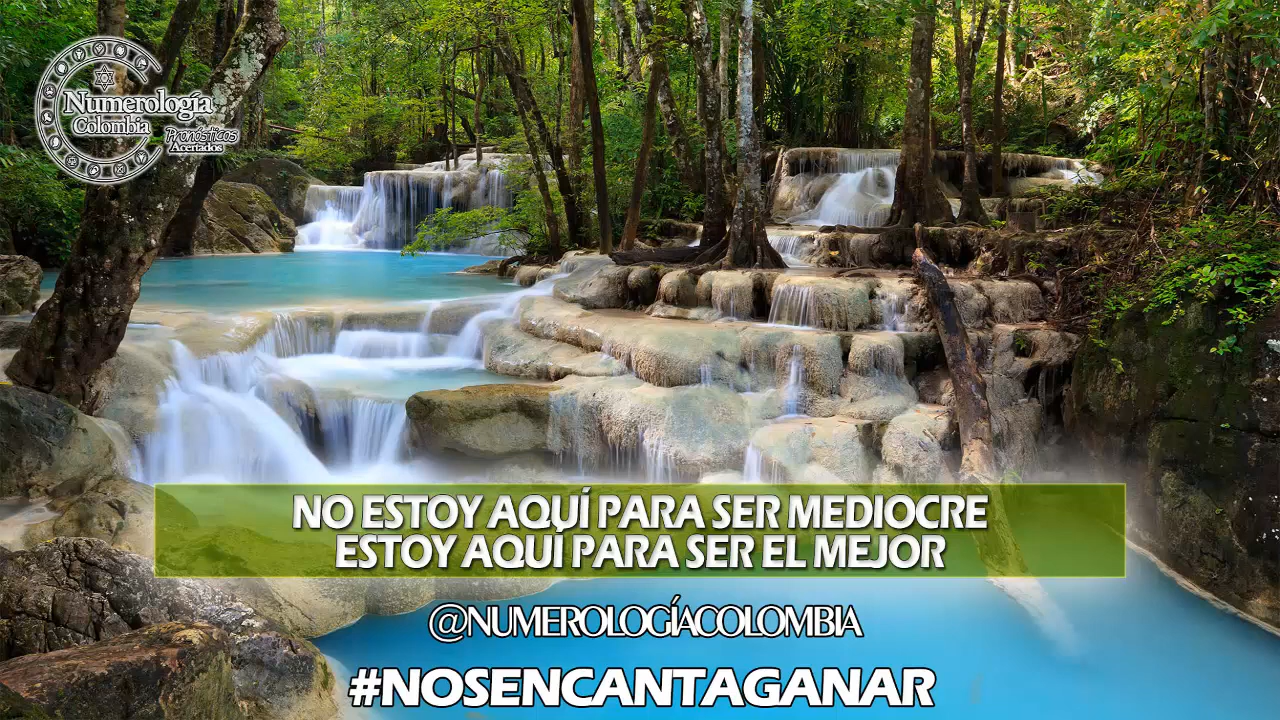 Numerología
Colombia
Pronósticos
Acertados
NO ESTOY AQUÍ PARA SER MEDIOCRE
ESTOY AQUÍ PARA SER EL MEJOR
@NUMEROLOGÍACOLOMBIA
#NOSENCANTAGANAR